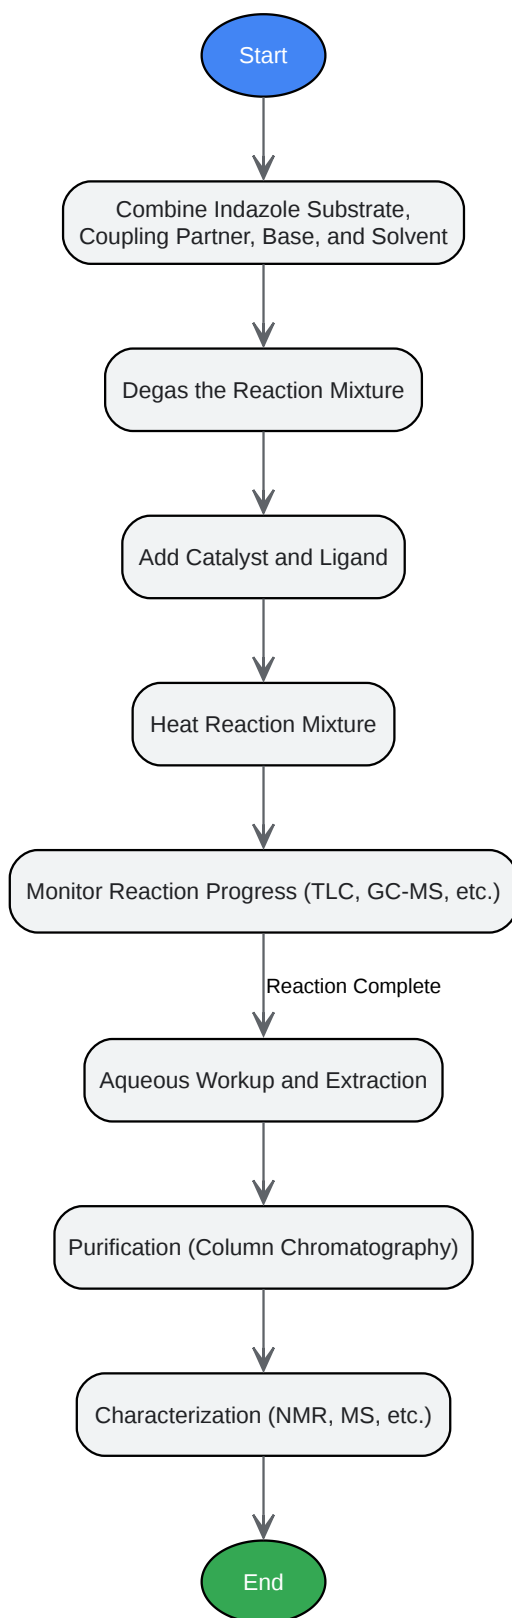 Start
Combine Indazole Substrate,
Coupling Partner, Base, and Solvent
Degas the Reaction Mixture
Add Catalyst and Ligand
Heat Reaction Mixture
Monitor Reaction Progress (TLC, GC-MS, etc.)
Reaction Complete
Aqueous Workup and Extraction
Purification (Column Chromatography)
Characterization (NMR, MS, etc.)
End